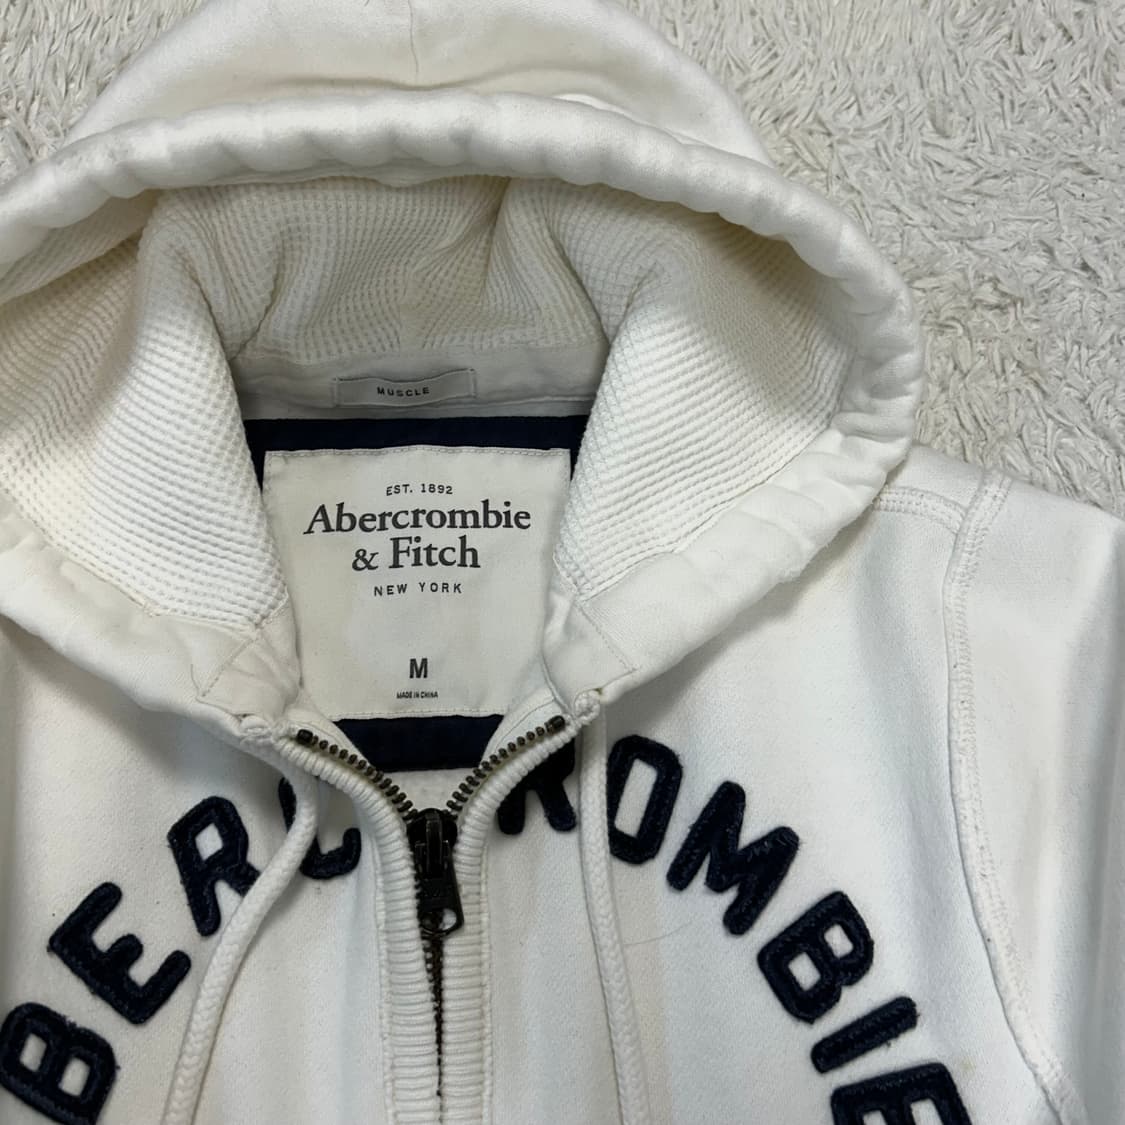 MUSCLE
EST. 1892
Abercrombie
& Fitch
NEW YORK
M
MADE IN CHINA
BERCROMBIE